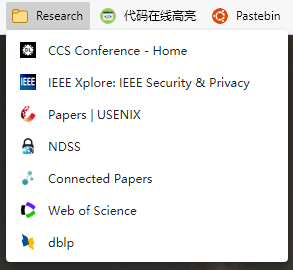 Research 代码在线高亮 Pastebin
CCS Conference - Home
IEEE Xplore: IEEE Security & Privacy
Papers | USENIX
NDSS
Connected Papers
Web of Science
dblp